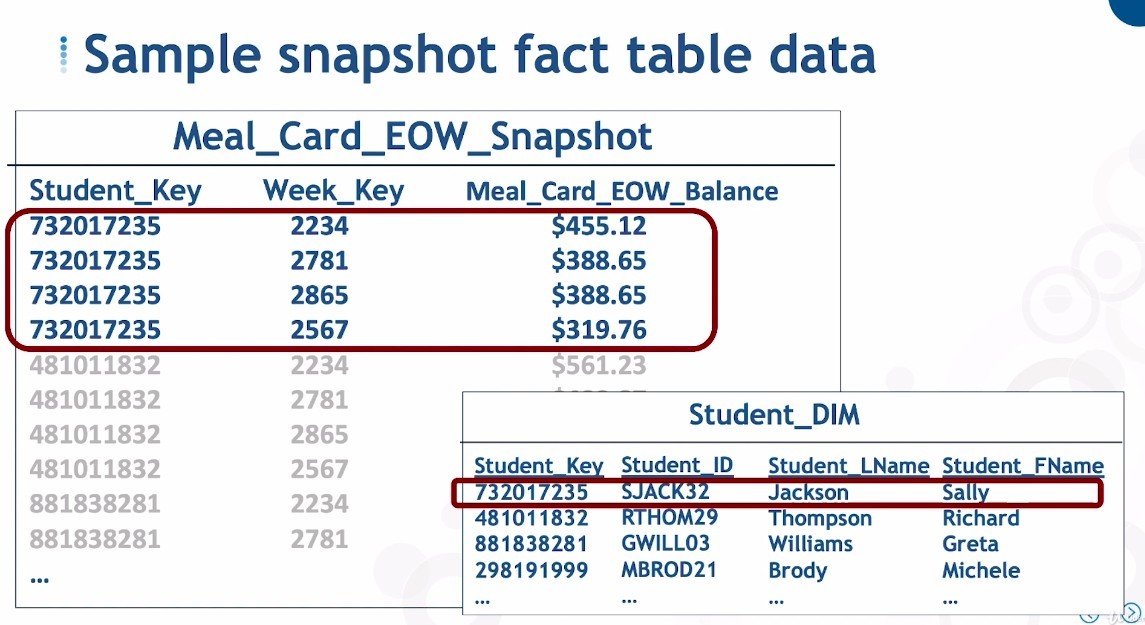 Sample snapshot fact table data
Meal_Card_EOW_Snapshot
Student_Key Week_Key Meal_Card_EOW_Balance
732017235 2234 $455.12
732017235 2781 $388.65
732017235 2865 $388.65
732017235 2567 $319.76
481011832 2234 $561.23
481011832 2781
481011832 2865
481011832 2567
881838281 2234
881838281 2781
...
Student_DIM
Student_Key Student_ID Student_LName Student_FName
732017235 SJACK32 Jackson Sally
481011832 RTHOM29 Thompson Richard
881838281 GWILL03 Williams Greta
298191999 MBROD21 Brody Michele
... ... ... ...